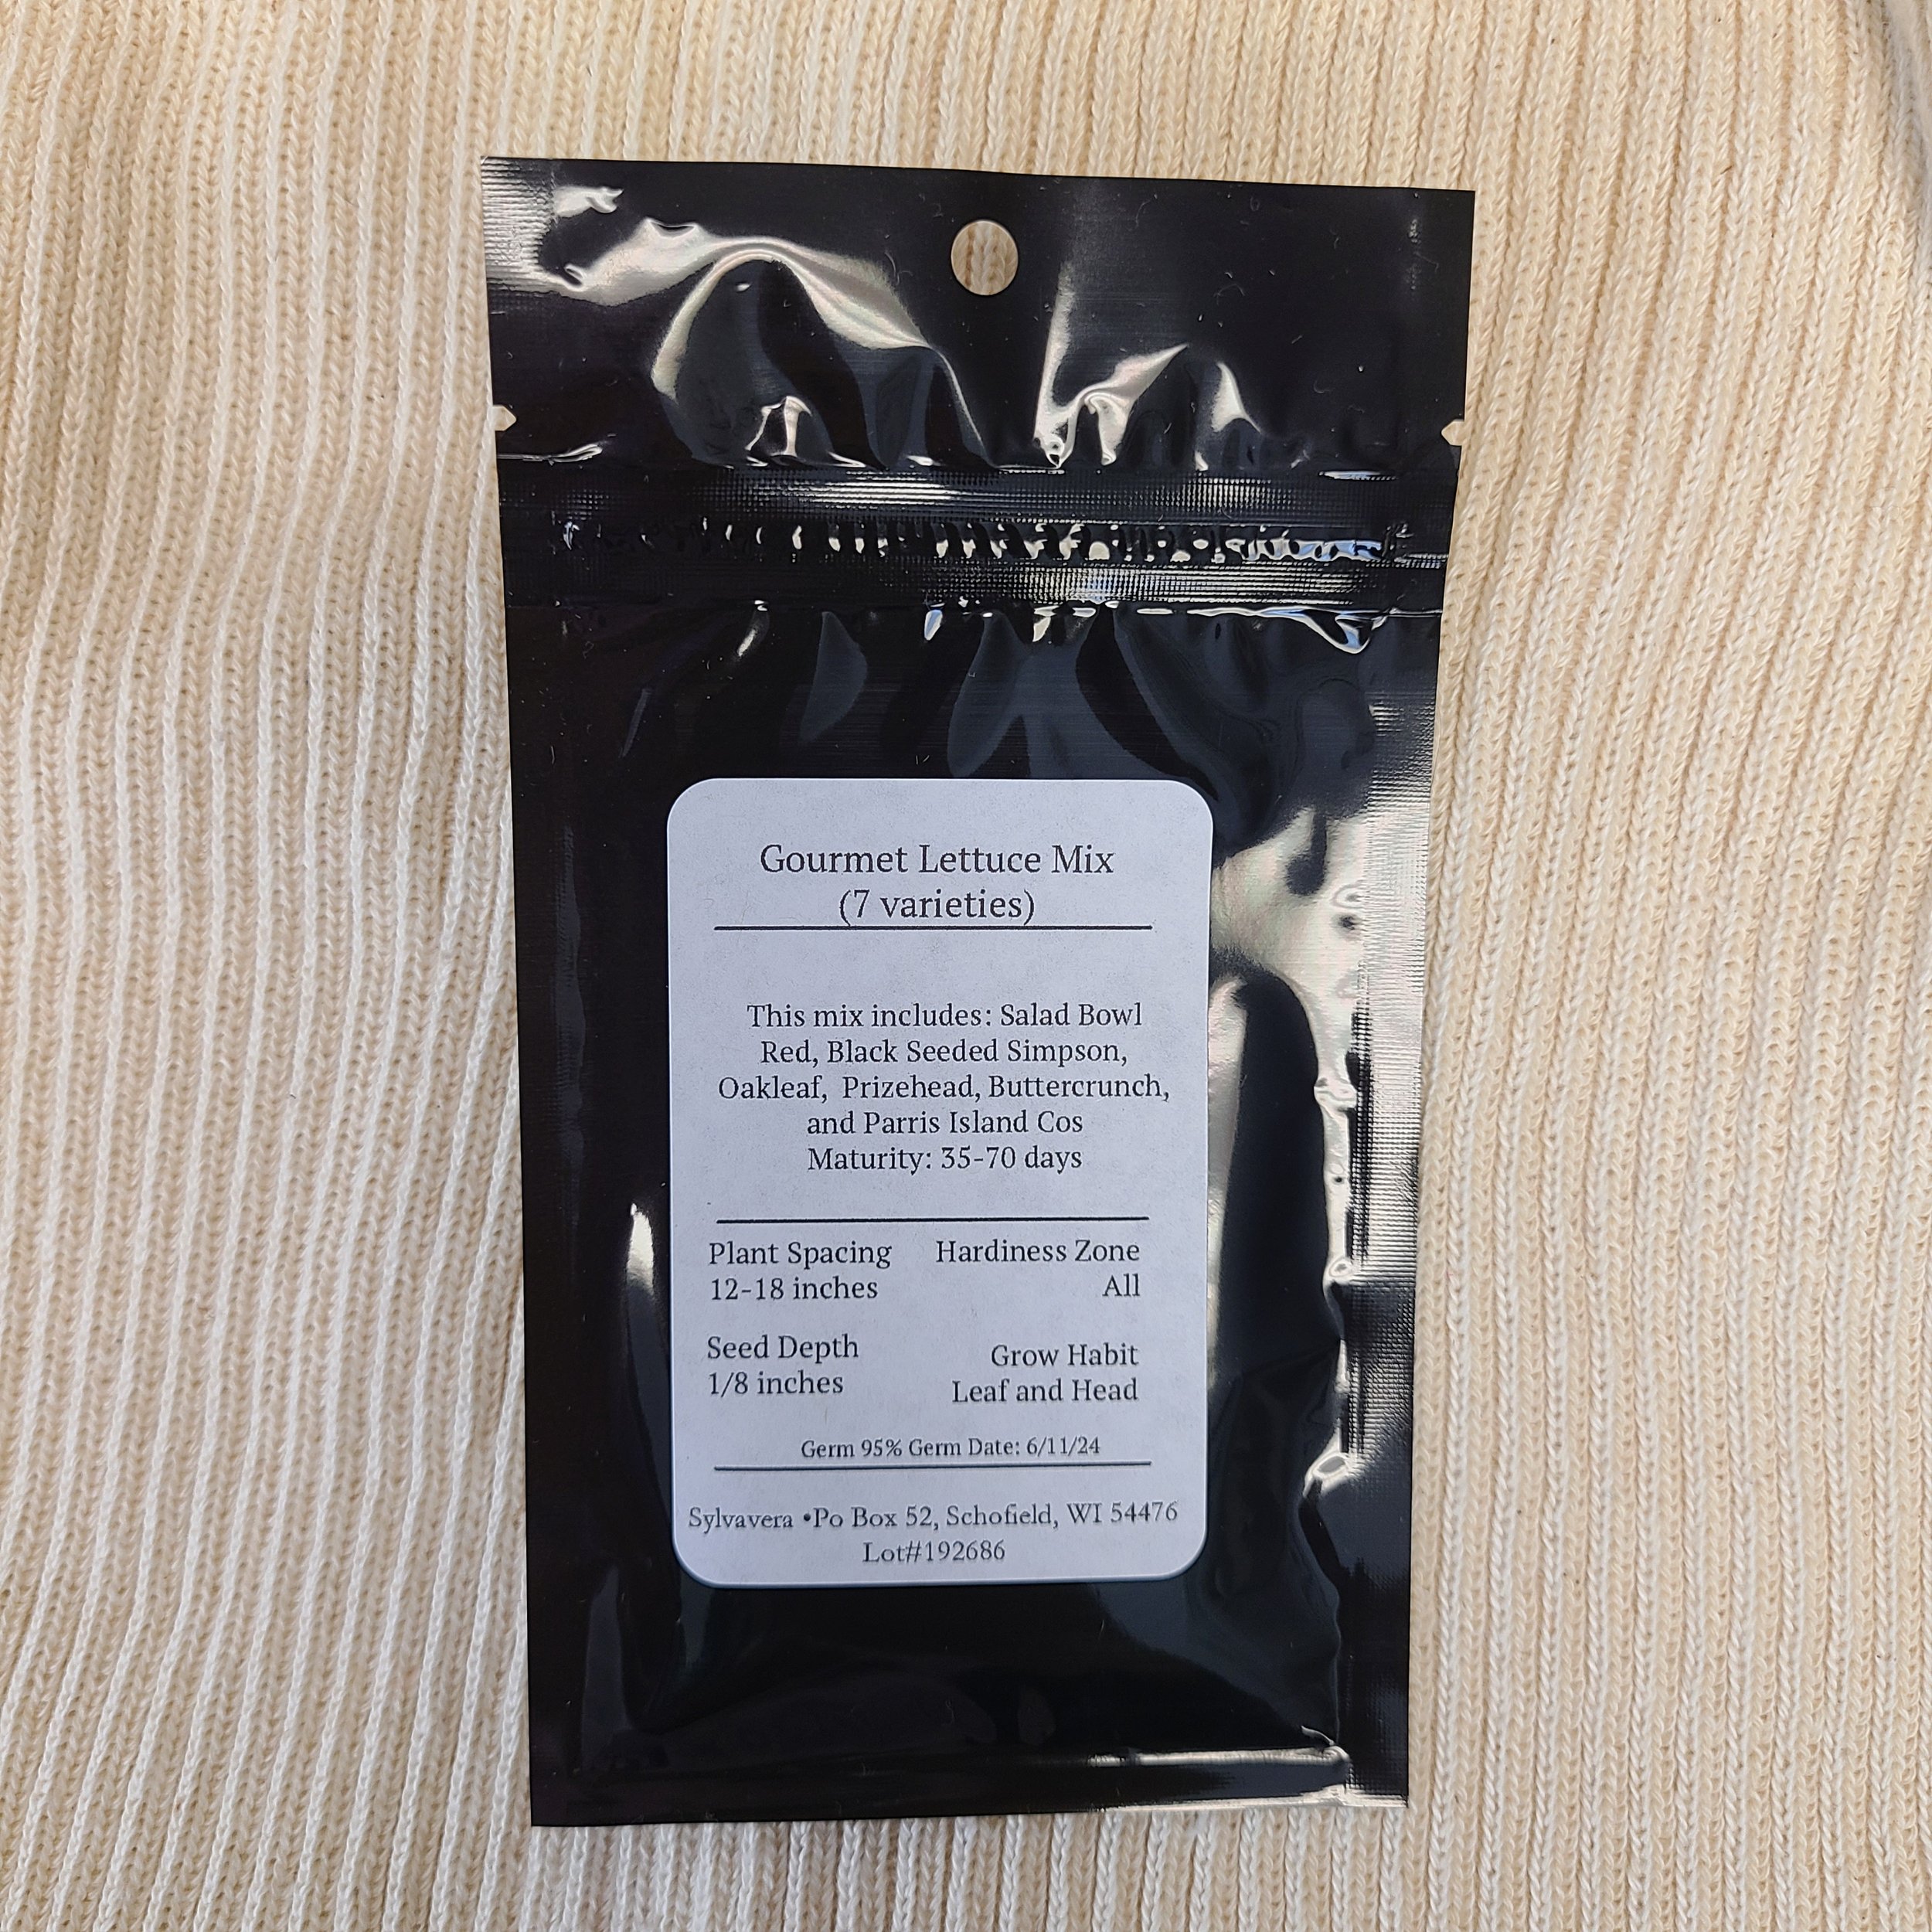 Gourmet Lettuce Mix
(7 varieties)
This mix includes: Salad Bowl
Red, Black Seeded Simpson,
Oakleaf, Prizehead, Buttercrunch,
and Parris Island Cos
Maturity: 35-70 days
Plant Spacing
12-18 inches
Hardiness Zone
All
Seed Depth
1/8 inches
Grow Habit
Leaf and Head
Germ 95% Germ Date: 6/11/24
Sylvavera •Po Box 52, Schofield, WI 54476
Lot#192686